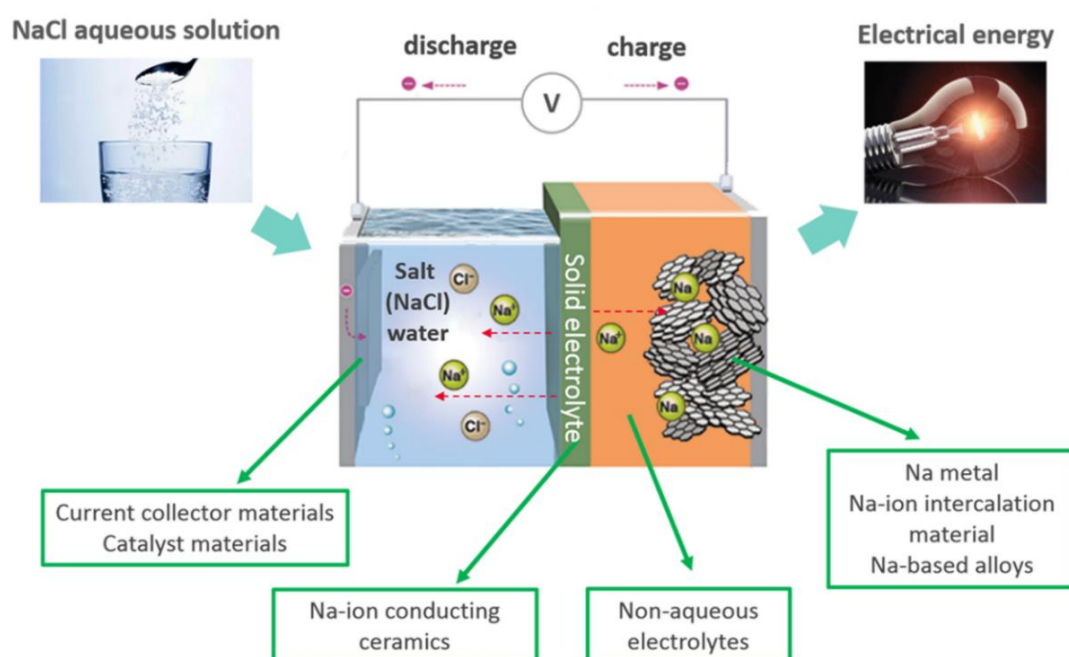 NaCl aqueous solution
discharge
charge
Electrical energy
−
−
V
Salt
(NaCl)
water
Solid electrolyte
−
Cl⁻
Na⁺
Na⁺
Cl⁻
Na⁺
Na
Na
Na
Current collector materials
Catalyst materials
Na-ion conducting
ceramics
Non-aqueous
electrolytes
Na metal
Na-ion intercalation
material
Na-based alloys